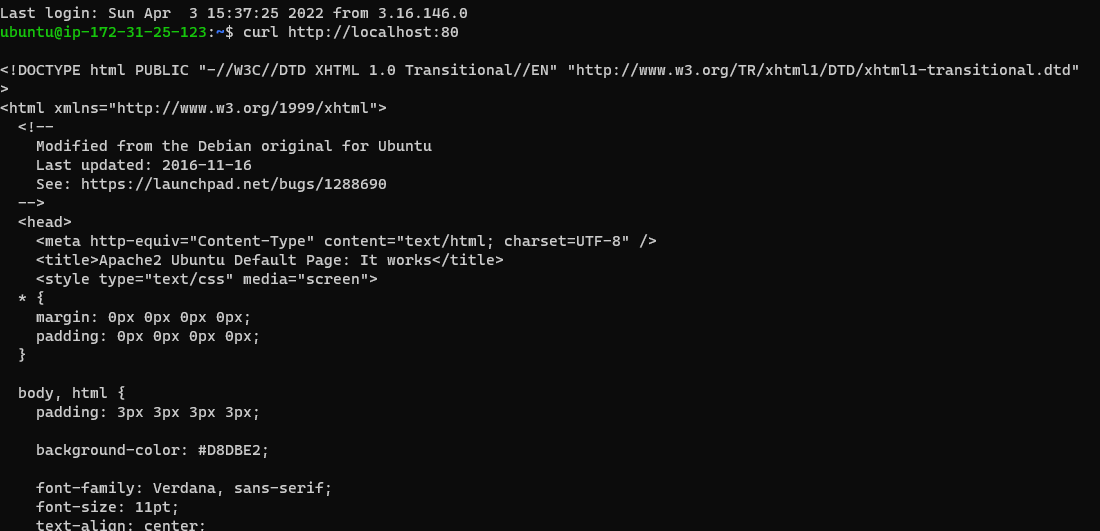 Last login: Sun Apr  3 15:37:25 2022 from 3.16.146.0
ubuntu@ip-172-31-25-123:~$ curl http://localhost:80

<!DOCTYPE html PUBLIC "-//W3C//DTD XHTML 1.0 Transitional//EN" "http://www.w3.org/TR/xhtml1/DTD/xhtml1-transitional.dtd"
>
<html xmlns="http://www.w3.org/1999/xhtml">
  <!--
    Modified from the Debian original for Ubuntu
    Last updated: 2016-11-16
    See: https://launchpad.net/bugs/1288690
  -->
  <head>
    <meta http-equiv="Content-Type" content="text/html; charset=UTF-8" />
    <title>Apache2 Ubuntu Default Page: It works</title>
    <style type="text/css" media="screen">
  * {
    margin: 0px 0px 0px 0px;
    padding: 0px 0px 0px 0px;
  }

  body, html {
    padding: 3px 3px 3px 3px;

    background-color: #D8DBE2;

    font-family: Verdana, sans-serif;
    font-size: 11pt;
    text-align: center;